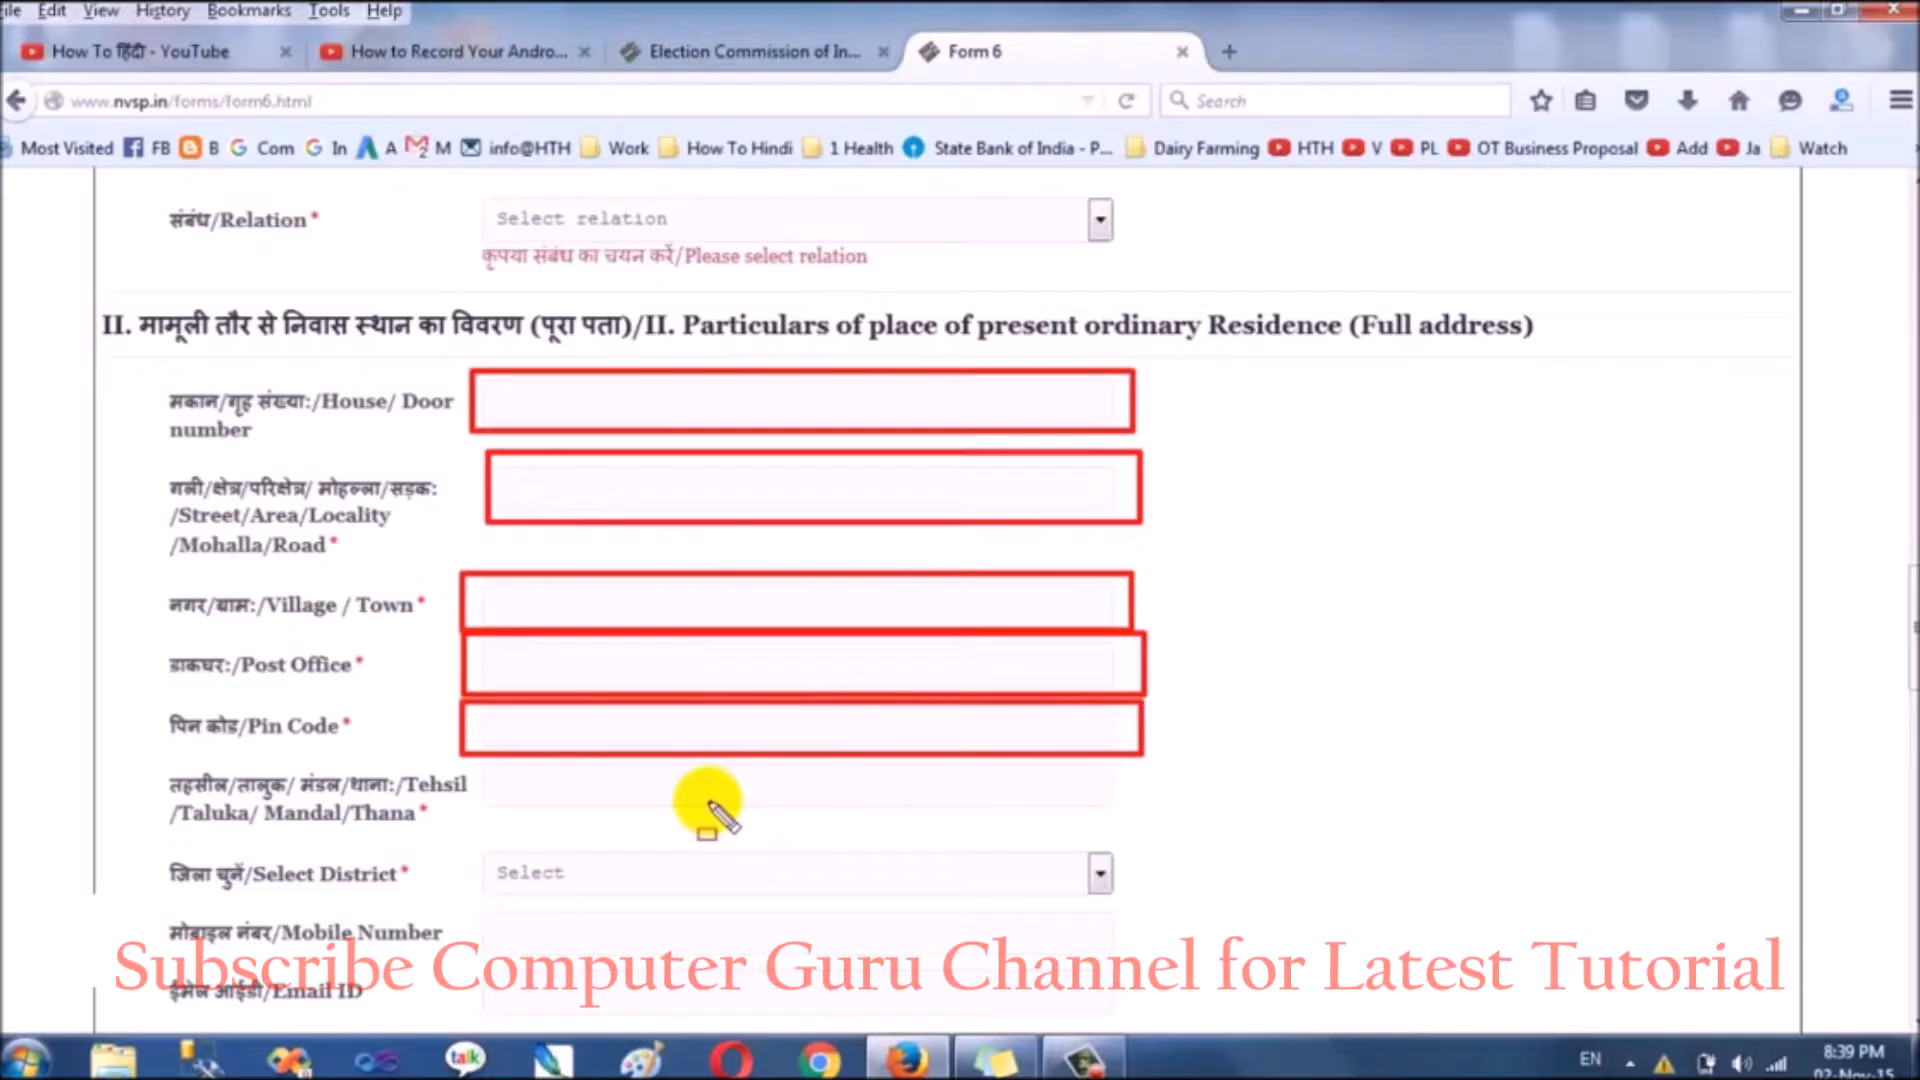 ile Edit View History Bookmarks Tools Help
How To हिंदी - YouTube How to Record Your Andro... Election Commission of In... Form 6
www.nvsp.in/forms/form6.html Search
Most Visited FB B Com In A M info@HTH Work How To Hindi 1 Health State Bank of India - P... Dairy Farming HTH V PL OT Business Proposal Add Ja Watch
संबंध/Relation * Select relation
कृपया संबंध का चयन करें/Please select relation
II. मामूली तौर से निवास स्थान का विवरण (पूरा पता)/II. Particulars of place of present ordinary Residence (Full address)
मकान/गृह संख्या:/House/ Door
number
गली/क्षेत्र/परिक्षेत्र/ मोहल्ला/सड़क:
/Street/Area/Locality
/Mohalla/Road *
नगर/ग्राम:/Village / Town *
डाकघर:/Post Office *
पिन कोड/Pin Code *
तहसील/तालुक/ मंडल/थाना:/Tehsil
/Taluka/ Mandal/Thana *
जिला चुनें/Select District * Select
मोबाइल नंबर/Mobile Number
Subscribe Computer Guru Channel for Latest Tutorial
ईमेल आईडी/Email ID
talk
EN 8:39 PM
02-Nov-15